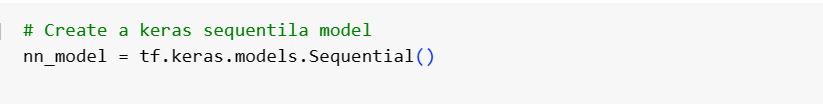 # Create a keras sequentila model
nn_model = tf.keras.models.Sequential()